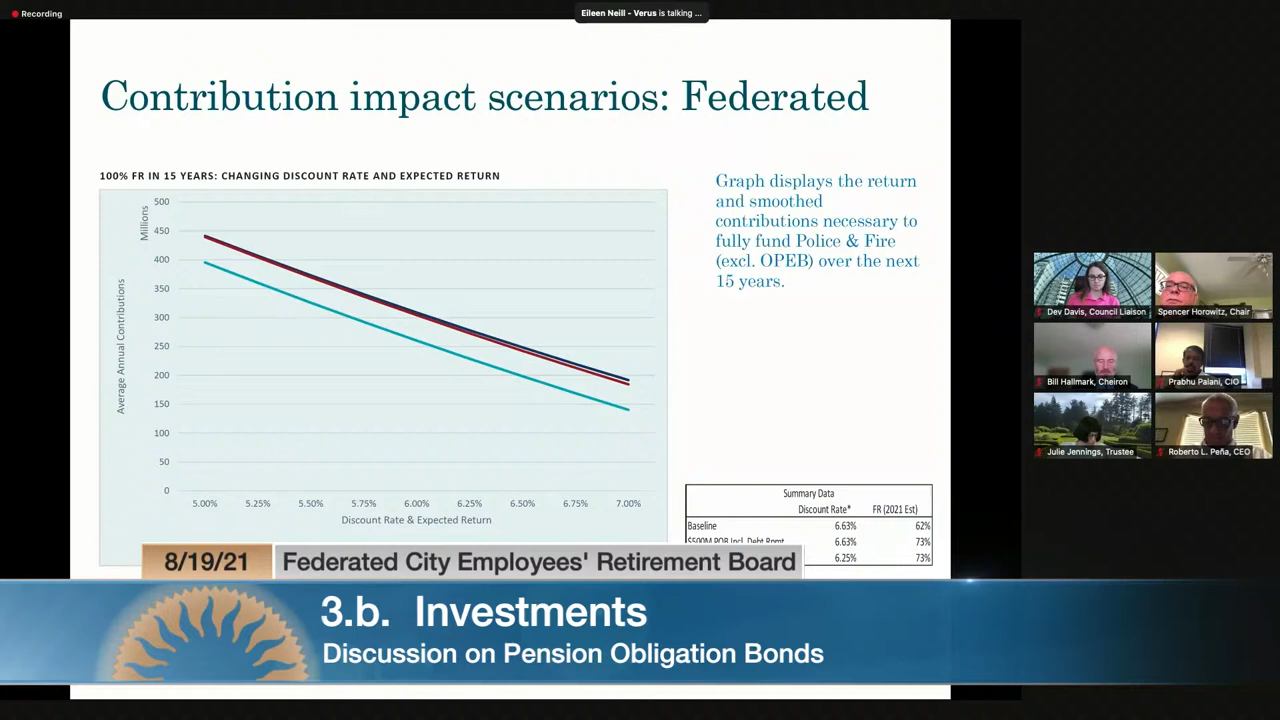 Recording
Eileen Neill - Verus is talking ...
Contribution impact scenarios: Federated
100% FR IN 15 YEARS: CHANGING DISCOUNT RATE AND EXPECTED RETURN
Millions
Average Annual Contributions
500
450
400
350
300
250
200
150
100
50
0
5.00% 5.25% 5.50% 5.75% 6.00% 6.25% 6.50% 6.75% 7.00%
Discount Rate & Expected Return
Graph displays the return
and smoothed
contributions necessary to
fully fund Police & Fire
(excl. OPEB) over the next
15 years.
Summary Data
Discount Rate* FR (2021 Est)
Baseline 6.63% 62%
$500M POB Incl. Debt Rpmt 6.63% 73%
6.25% 73%
Dev Davis, Council Liaison
Spencer Horowitz, Chair
Bill Hallmark, Cheiron
Prabhu Palani, CIO
Julie Jennings, Trustee
Roberto L. Peña, CEO
8/19/21 Federated City Employees' Retirement Board
3.b. Investments
Discussion on Pension Obligation Bonds